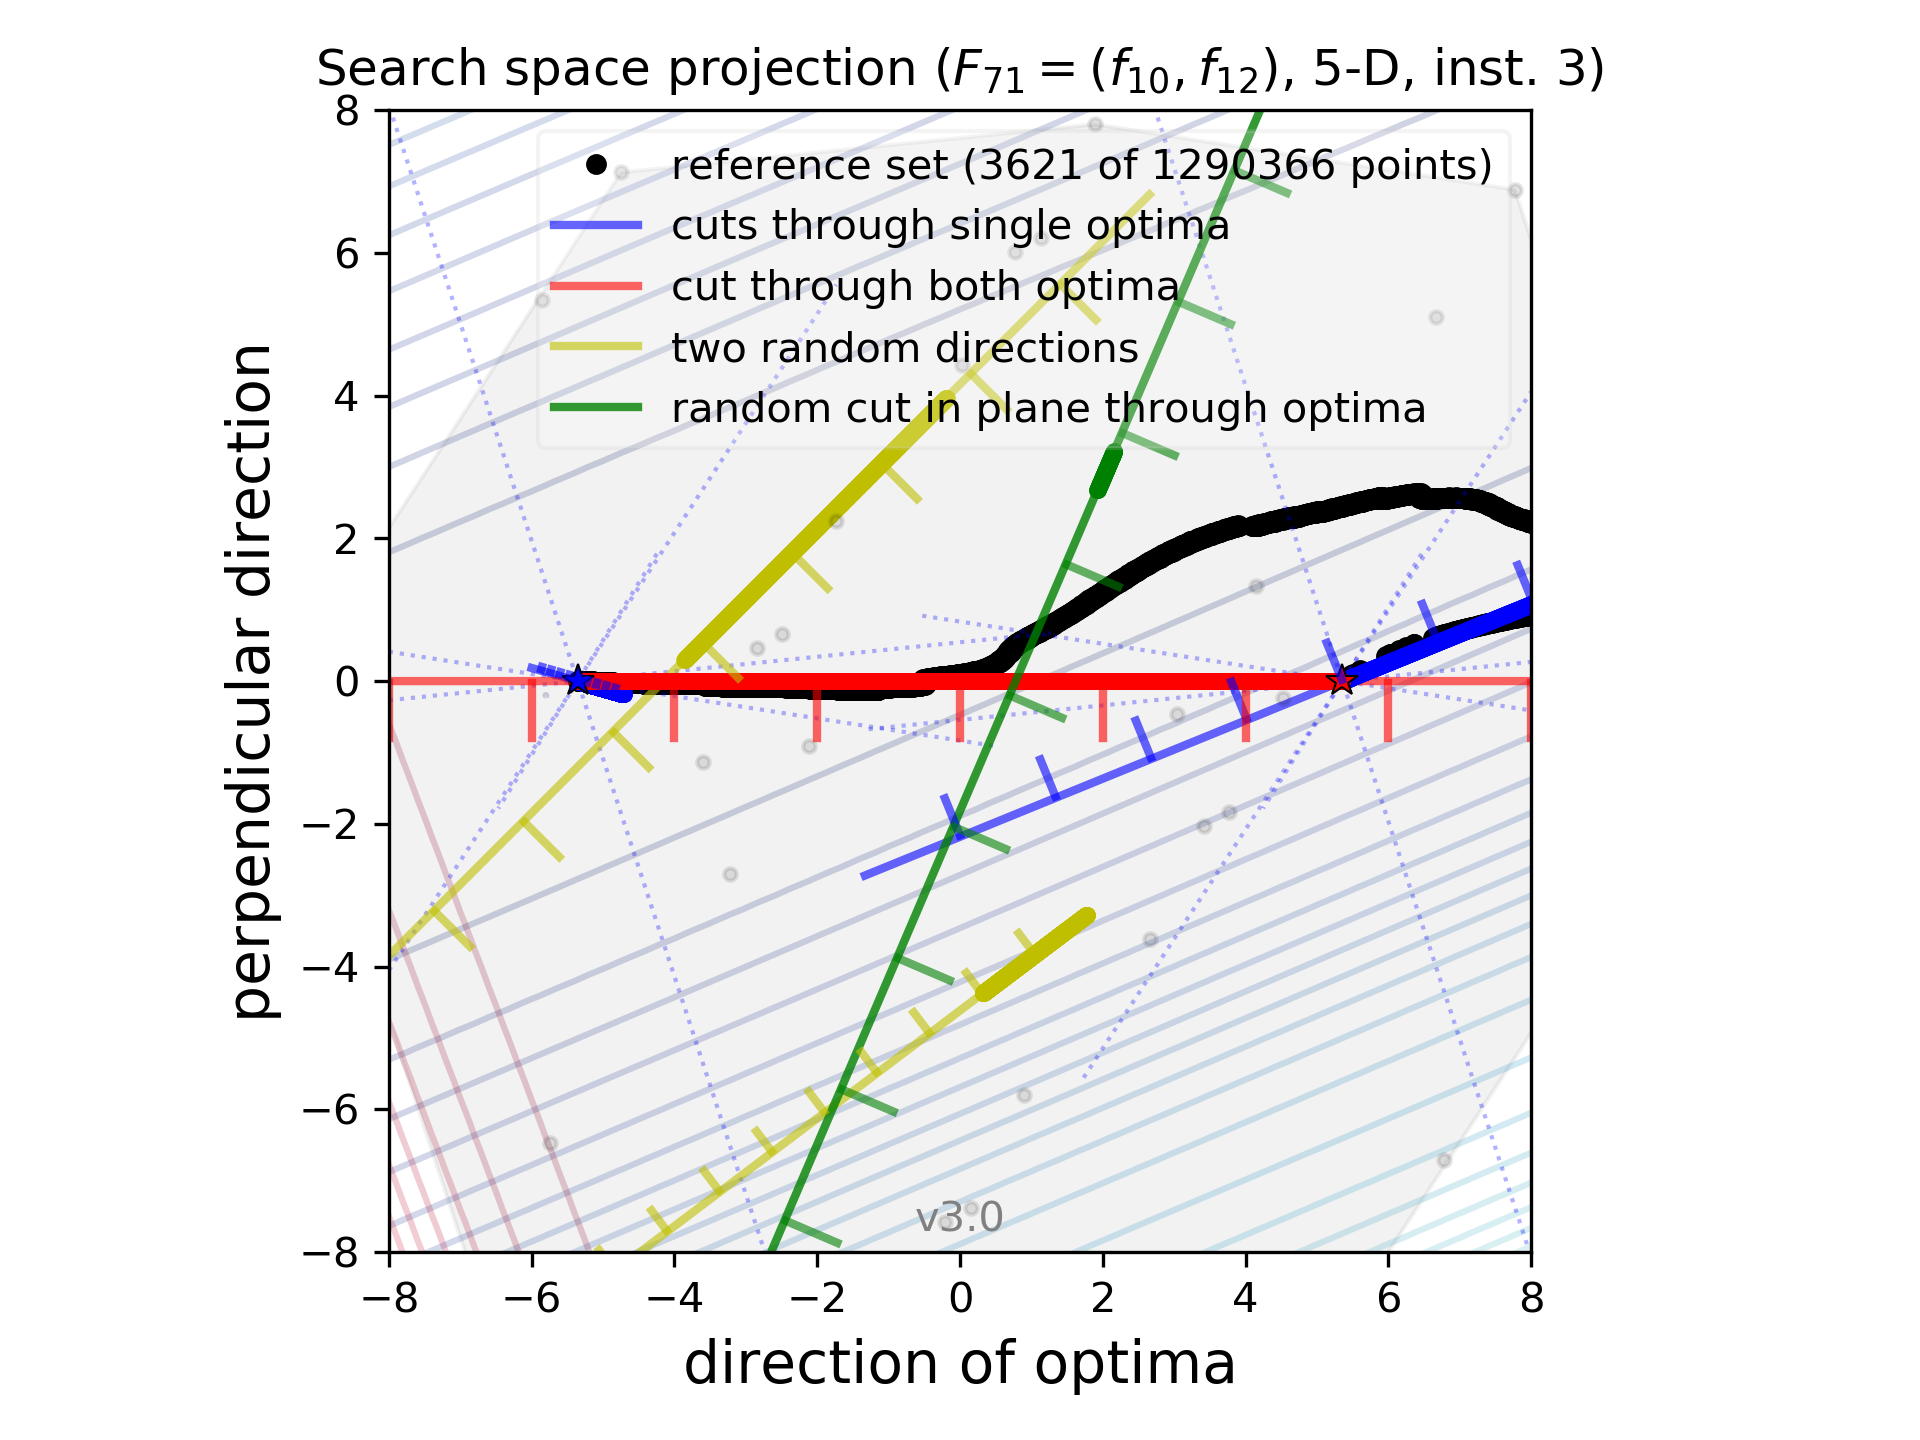 Search space projection (F71 = (f10, f12), 5-D, inst. 3)
reference set (3621 of 1290366 points)
cuts through single optima
cut through both optima
two random directions
random cut in plane through optima
perpendicular direction
8
6
4
2
0
−2
−4
−6
−8
v3.0
−8 −6 −4 −2 0 2 4 6 8
direction of optima